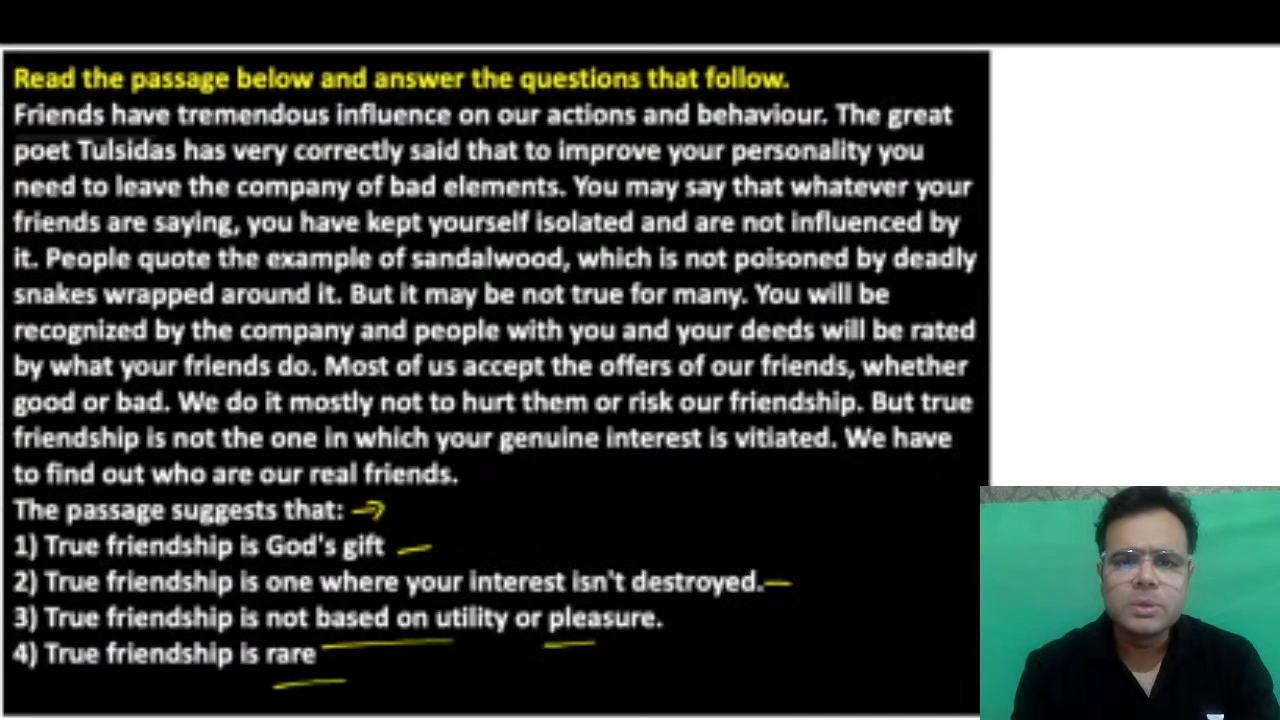 Read the passage below and answer the questions that follow.
Friends have tremendous influence on our actions and behaviour. The great
poet Tulsidas has very correctly said that to improve your personality you
need to leave the company of bad elements. You may say that whatever your
friends are saying, you have kept yourself isolated and are not influenced by
it. People quote the example of sandalwood, which is not poisoned by deadly
snakes wrapped around it. But it may be not true for many. You will be
recognized by the company and people with you and your deeds will be rated
by what your friends do. Most of us accept the offers of our friends, whether
good or bad. We do it mostly not to hurt them or risk our friendship. But true
friendship is not the one in which your genuine interest is vitiated. We have
to find out who are our real friends.
The passage suggests that:
1) True friendship is God's gift
2) True friendship is one where your interest isn't destroyed.
3) True friendship is not based on utility or pleasure.
4) True friendship is rare